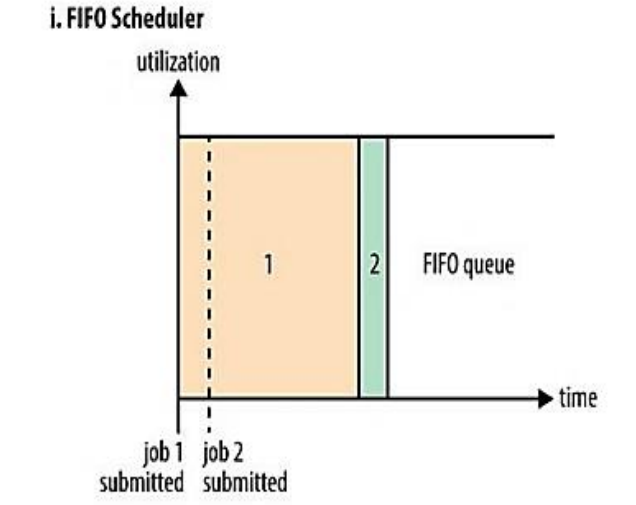 i. FIFO Scheduler
utilization
1
2
FIFO queue
time
job 1
submitted
job 2
submitted